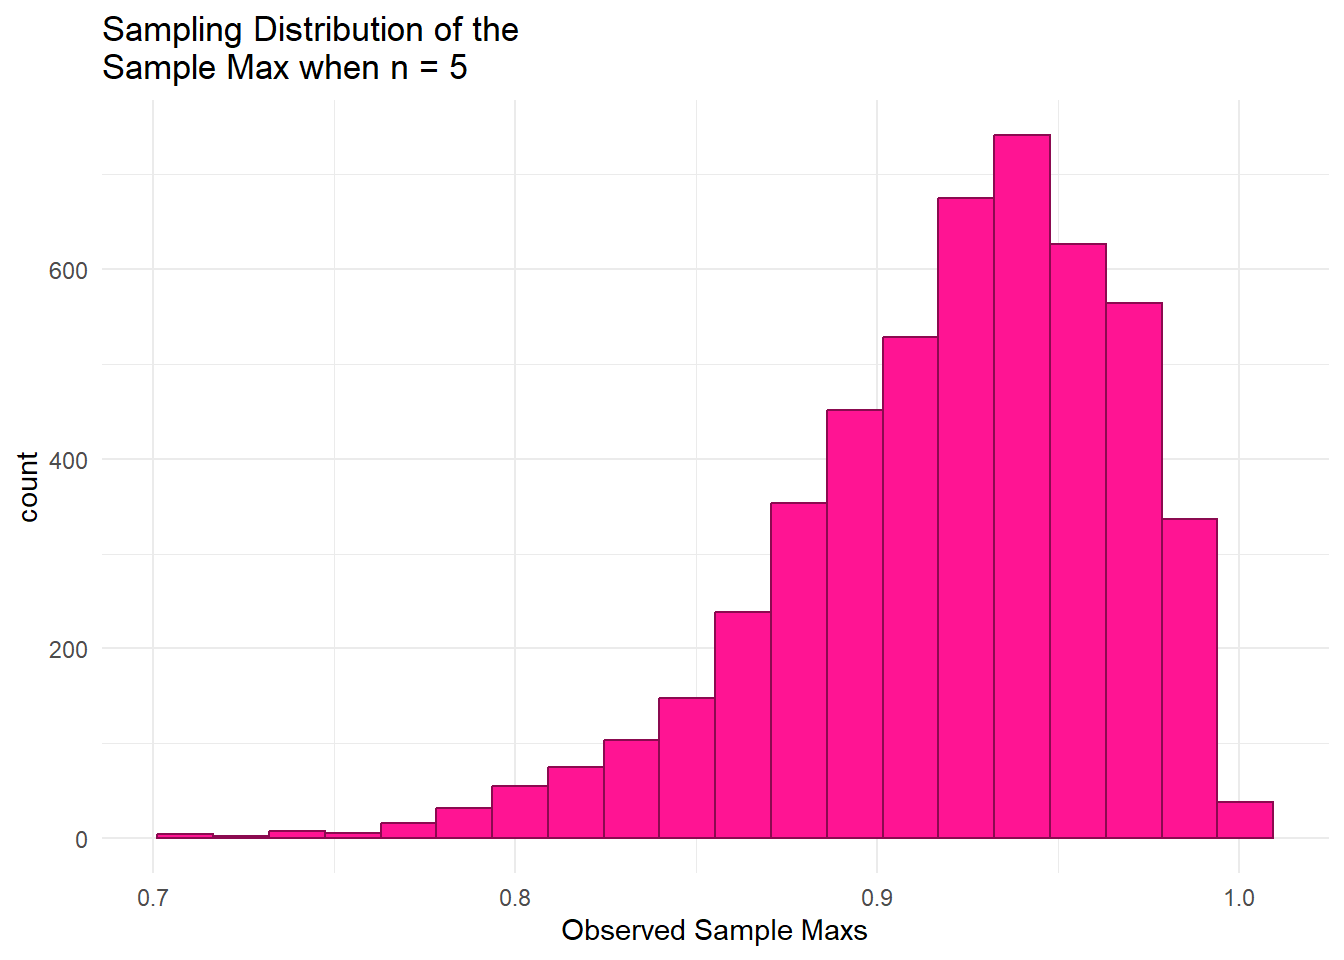 Sampling Distribution of the
Sample Max when n = 5
count
600
400
200
0
0.7
0.8
0.9
1.0
Observed Sample Maxs